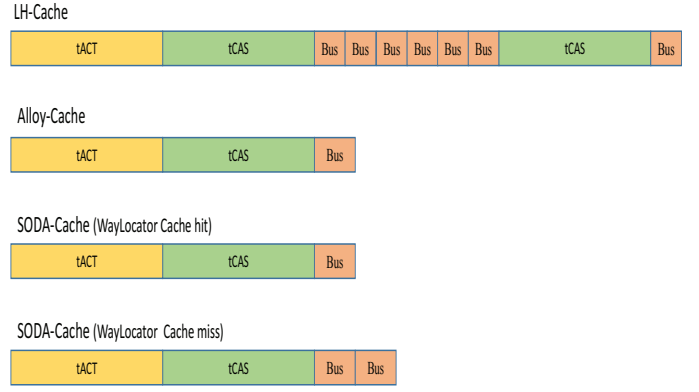 LH-Cache
tACT tCAS Bus Bus Bus Bus Bus Bus tCAS Bus
Alloy-Cache
tACT tCAS Bus
SODA-Cache (WayLocator Cache hit)
tACT tCAS Bus
SODA-Cache (WayLocator Cache miss)
tACT tCAS Bus Bus